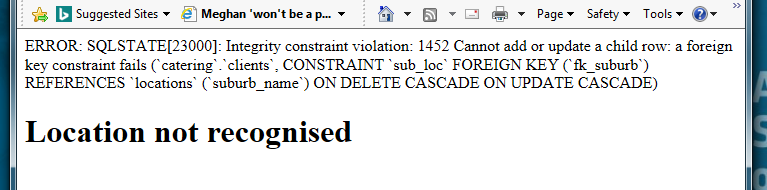 Suggested Sites Meghan 'won't be a p... Page Safety Tools
ERROR: SQLSTATE[23000]: Integrity constraint violation: 1452 Cannot add or update a child row: a foreign
key constraint fails (`catering`.`clients`, CONSTRAINT `sub_loc` FOREIGN KEY (`fk_suburb`)
REFERENCES `locations` (`suburb_name`) ON DELETE CASCADE ON UPDATE CASCADE)
Location not recognised